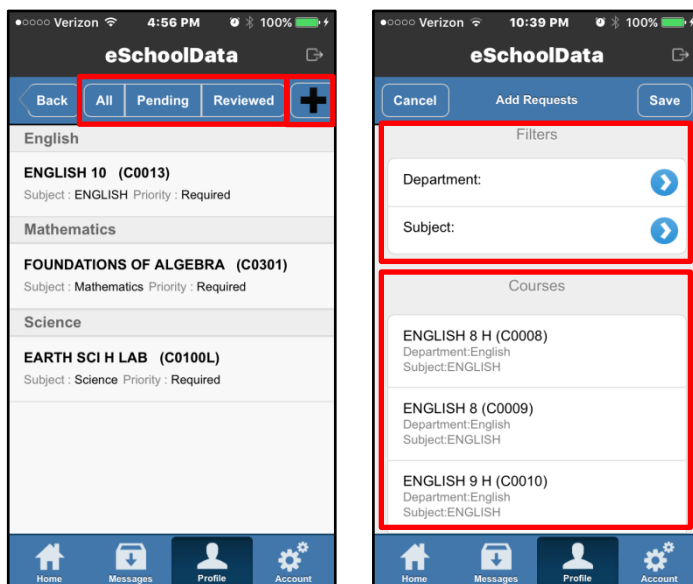 Verizon 4:56 PM 100%
eSchoolData
Back All Pending Reviewed +
English
ENGLISH 10 (C0013)
Subject : ENGLISH Priority : Required
Mathematics
FOUNDATIONS OF ALGEBRA (C0301)
Subject : Mathematics Priority : Required
Science
EARTH SCI H LAB (C0100L)
Subject : Science Priority : Required
Home Messages Profile Account
Verizon 10:39 PM 100%
eSchoolData
Cancel Add Requests Save
Filters
Department:
Subject:
Courses
ENGLISH 8 H (C0008)
Department:English
Subject:ENGLISH
ENGLISH 8 (C0009)
Department:English
Subject:ENGLISH
ENGLISH 9 H (C0010)
Department:English
Subject:ENGLISH
Home Messages Profile Account